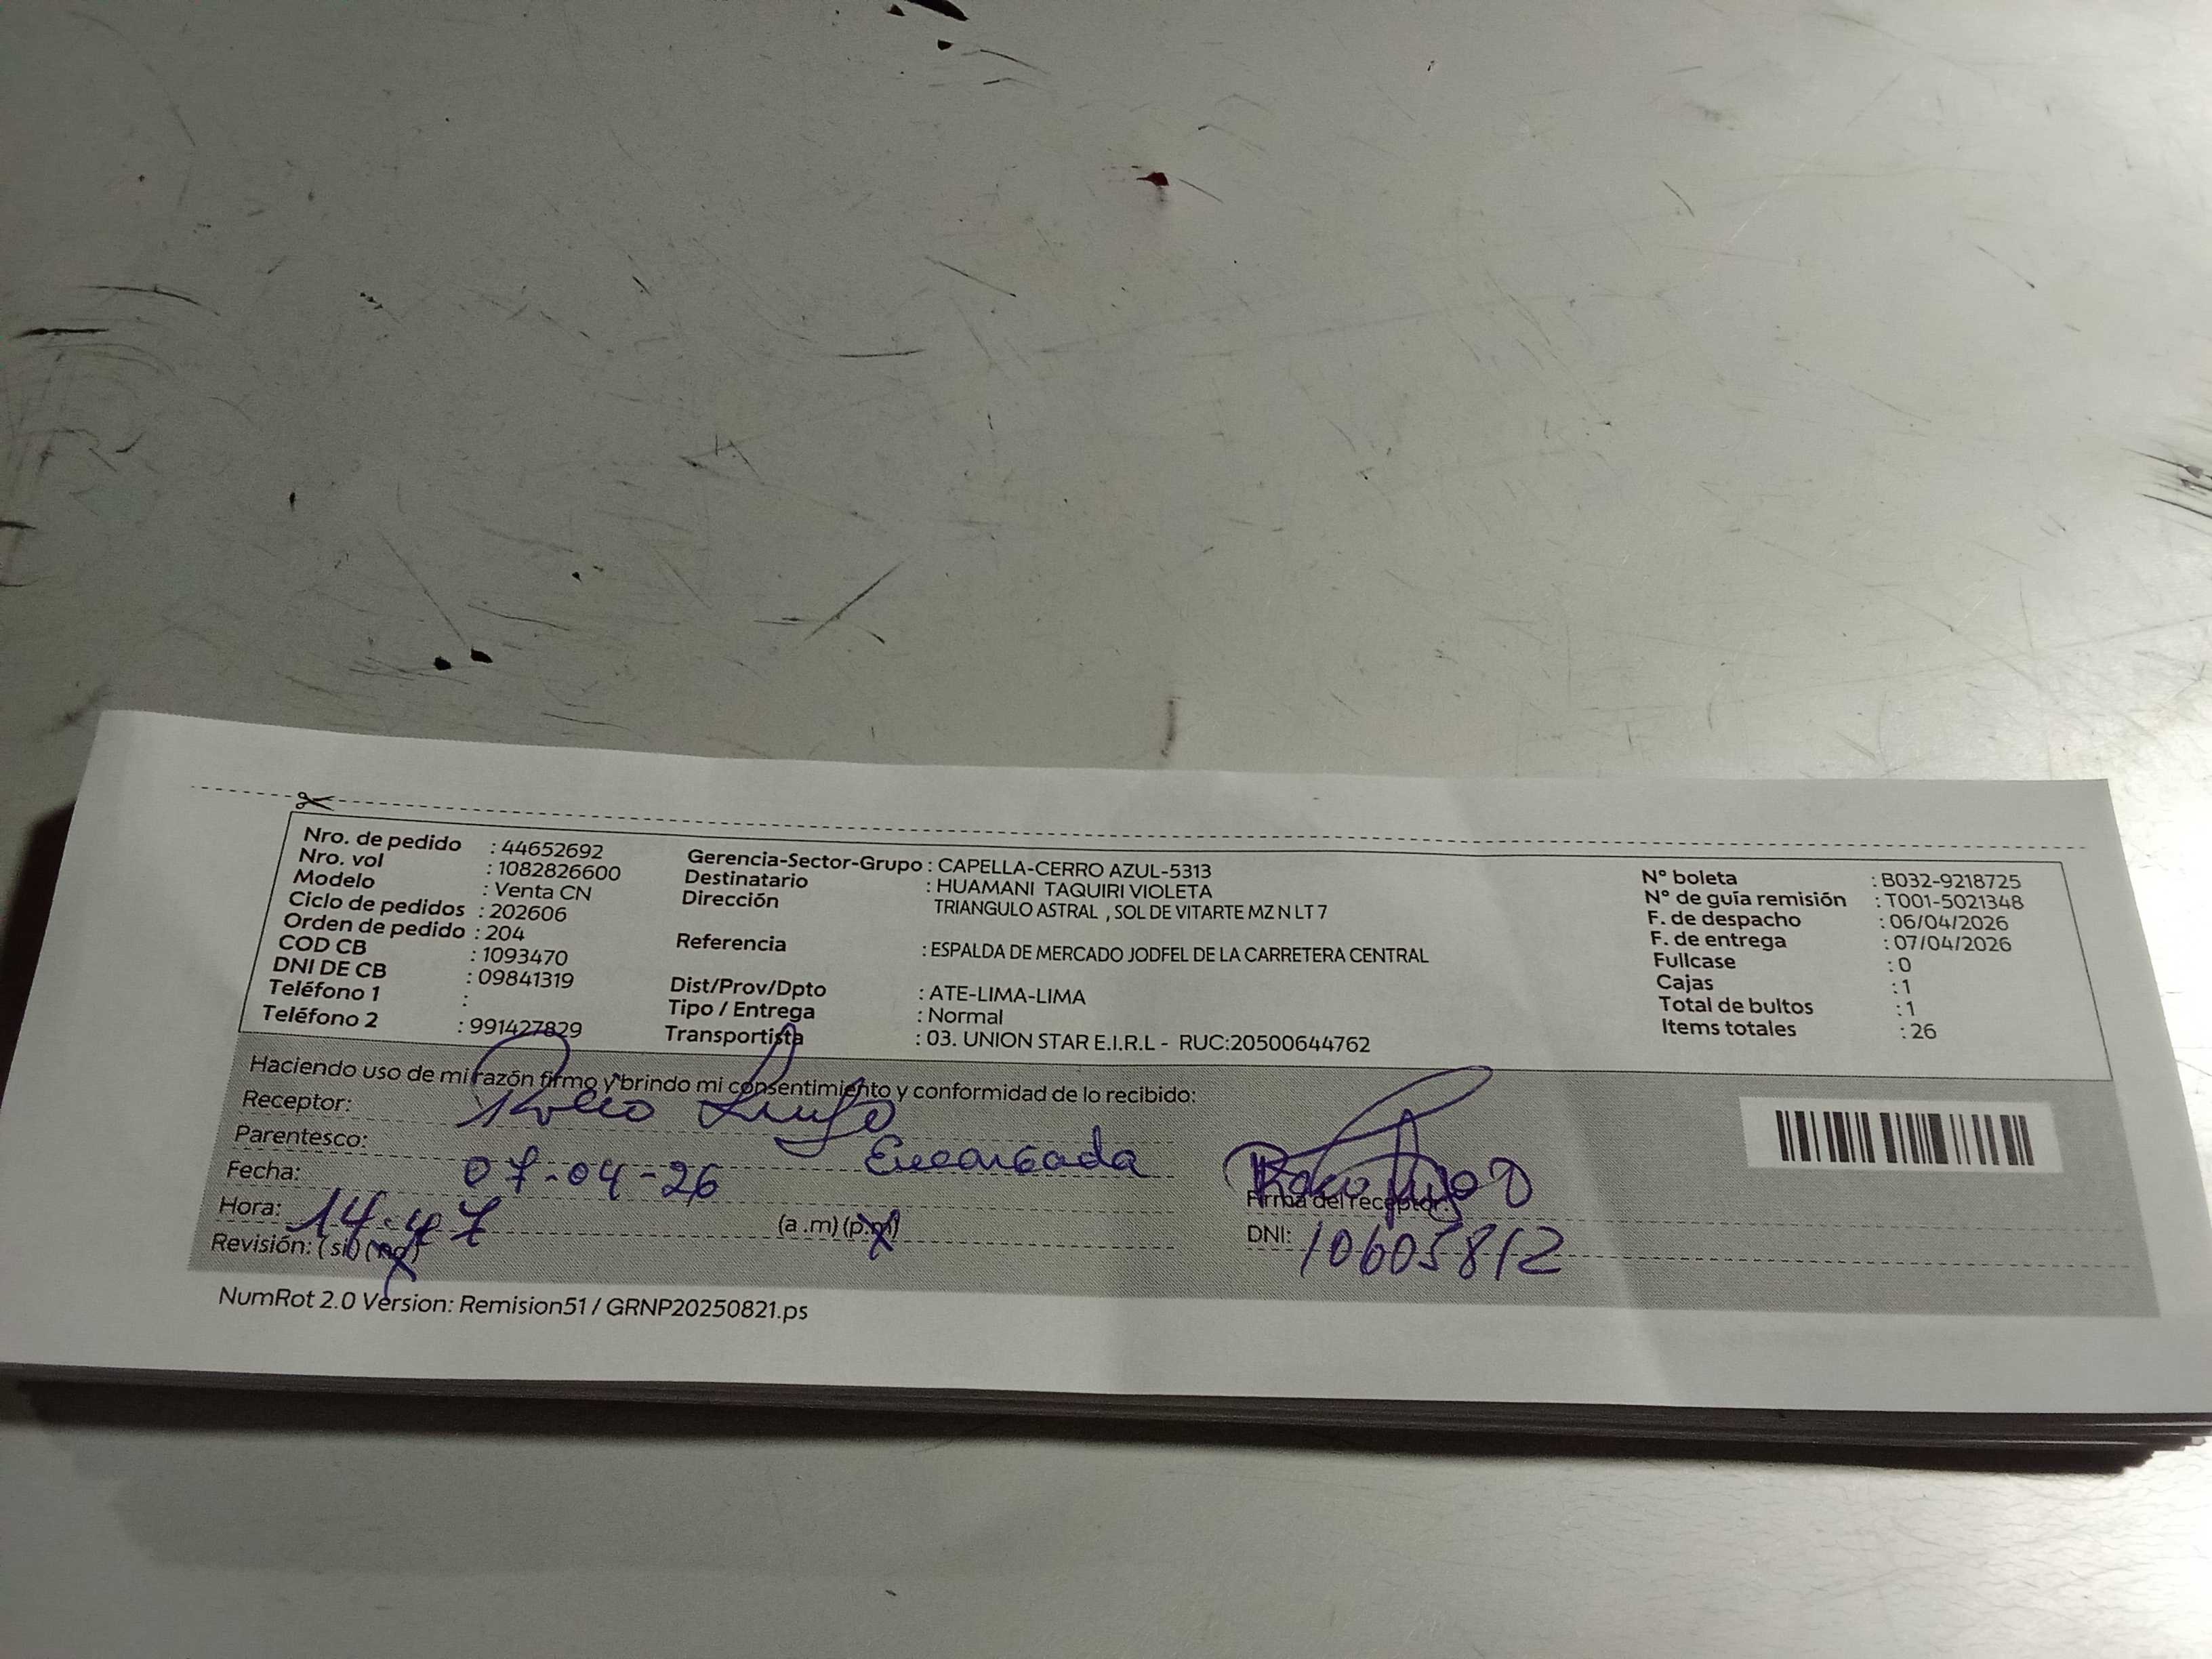 Nro. de pedido : 44652692
Nro. vol : 1082826600
Modelo : Venta CN
Ciclo de pedidos : 202606
Orden de pedido : 204
COD CB : 1093470
DNI DE CB : 09841319
Teléfono 1 :
Teléfono 2 : 991427829
Gerencia-Sector-Grupo : CAPELLA-CERRO AZUL-5313
Destinatario : HUAMANI TAQUIRI VIOLETA
Dirección TRIANGULO ASTRAL , SOL DE VITARTE MZ N LT 7
Referencia : ESPALDA DE MERCADO JODFEL DE LA CARRETERA CENTRAL
Dist/Prov/Dpto : ATE-LIMA-LIMA
Tipo / Entrega : Normal
Transportista : 03. UNION STAR E.I.R.L - RUC:20500644762
N° boleta : B032-9218725
N° de guía remisión : T001-5021348
F. de despacho : 06/04/2026
F. de entrega : 07/04/2026
Fullcase : 0
Cajas : 1
Total de bultos : 1
Items totales : 26
Haciendo uso de mi razón firmo y brindo mi consentimiento y conformidad de lo recibido:
Receptor:
Parentesco: Encargada
Fecha: 07-04-26
Hora: 14:47 (a .m) (p.m)
Revisión: ( si) (no)
Firma del receptor:
DNI: 10605812
NumRot 2.0 Version: Remision51 / GRNP20250821.ps